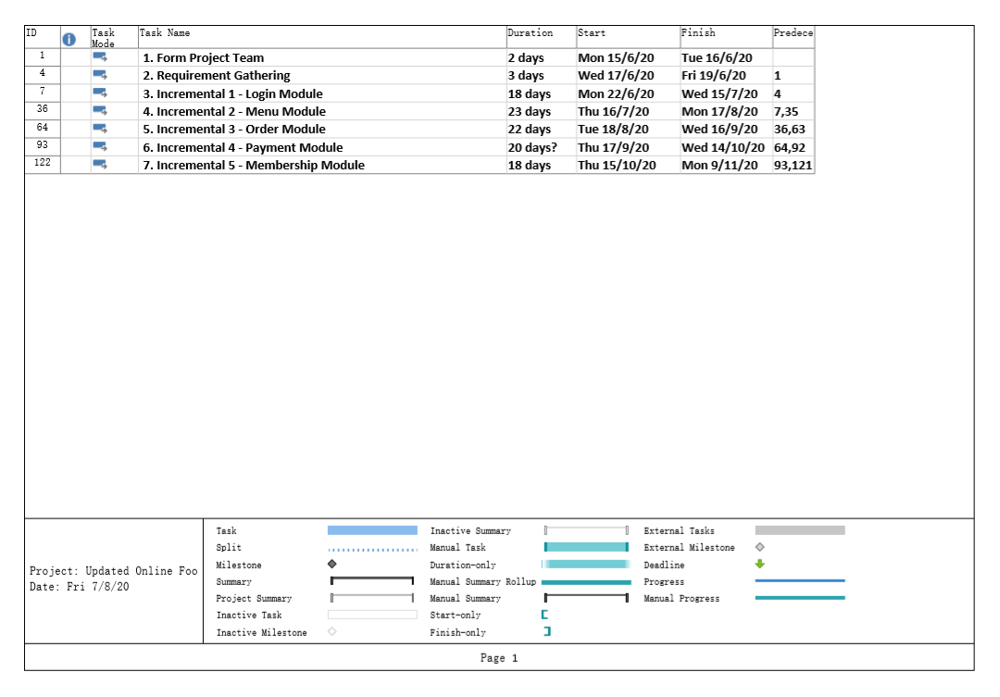 ID Task Mode Task Name Duration Start Finish Predece
1 1. Form Project Team 2 days Mon 15/6/20 Tue 16/6/20
4 2. Requirement Gathering 3 days Wed 17/6/20 Fri 19/6/20 1
7 3. Incremental 1 - Login Module 18 days Mon 22/6/20 Wed 15/7/20 4
36 4. Incremental 2 - Menu Module 23 days Thu 16/7/20 Mon 17/8/20 7,35
64 5. Incremental 3 - Order Module 22 days Tue 18/8/20 Wed 16/9/20 36,63
93 6. Incremental 4 - Payment Module 20 days? Thu 17/9/20 Wed 14/10/20 64,92
122 7. Incremental 5 - Membership Module 18 days Thu 15/10/20 Mon 9/11/20 93,121
Project: Updated Online Foo
Date: Fri 7/8/20
Task Inactive Summary External Tasks
Split Manual Task External Milestone
Milestone Duration-only Deadline
Summary Manual Summary Rollup Progress
Project Summary Manual Summary Manual Progress
Inactive Task Start-only
Inactive Milestone Finish-only
Page 1